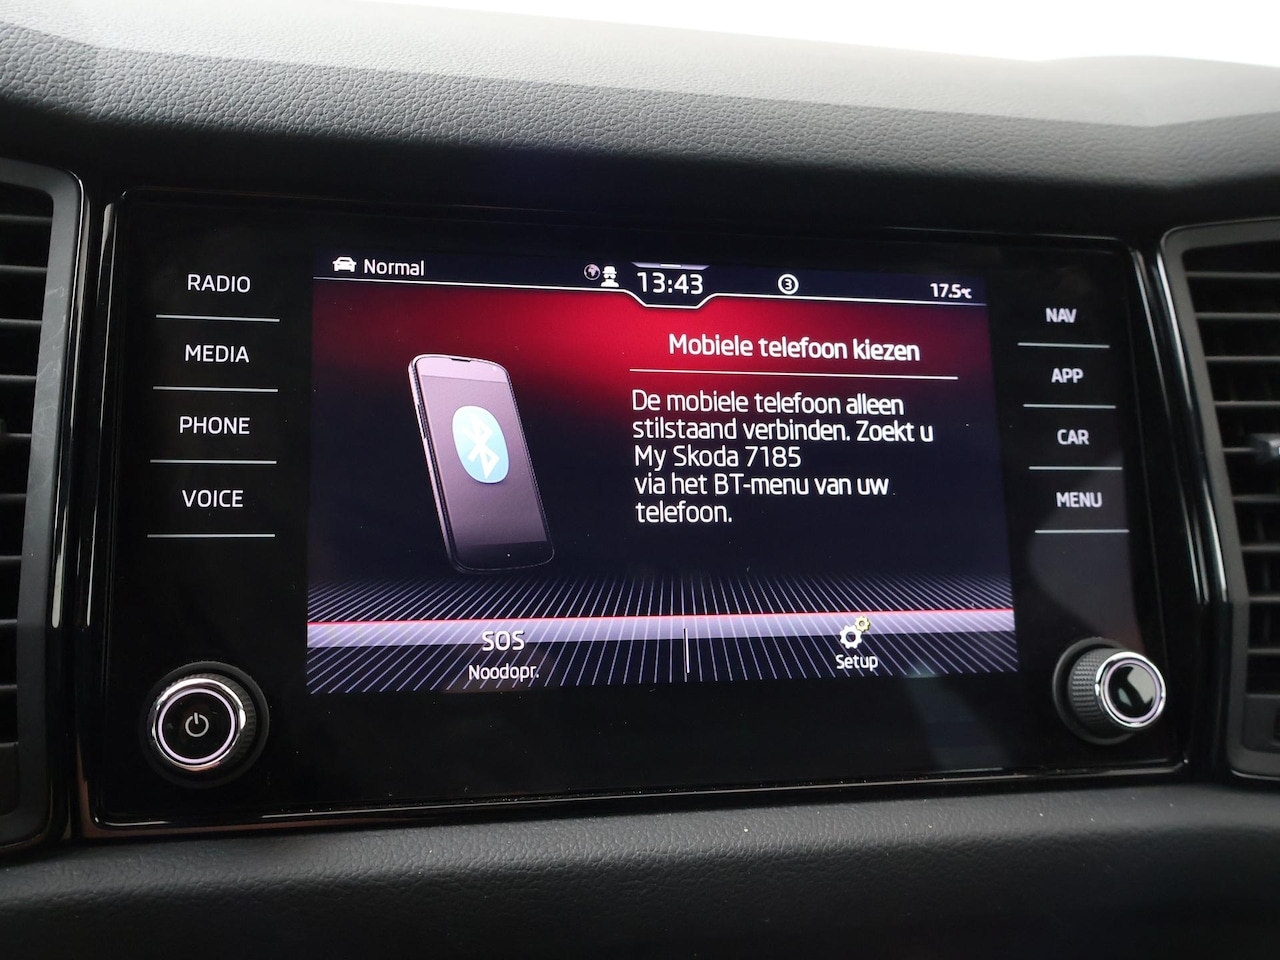 RADIO
MEDIA
PHONE
VOICE
Normal
13:43
3
17.5°C
Mobiele telefoon kiezen
De mobiele telefoon alleen
stilstaand verbinden. Zoekt u
My Skoda 7185
via het BT-menu van uw
telefoon.
SOS
Noodopr.
Setup
NAV
APP
CAR
MENU